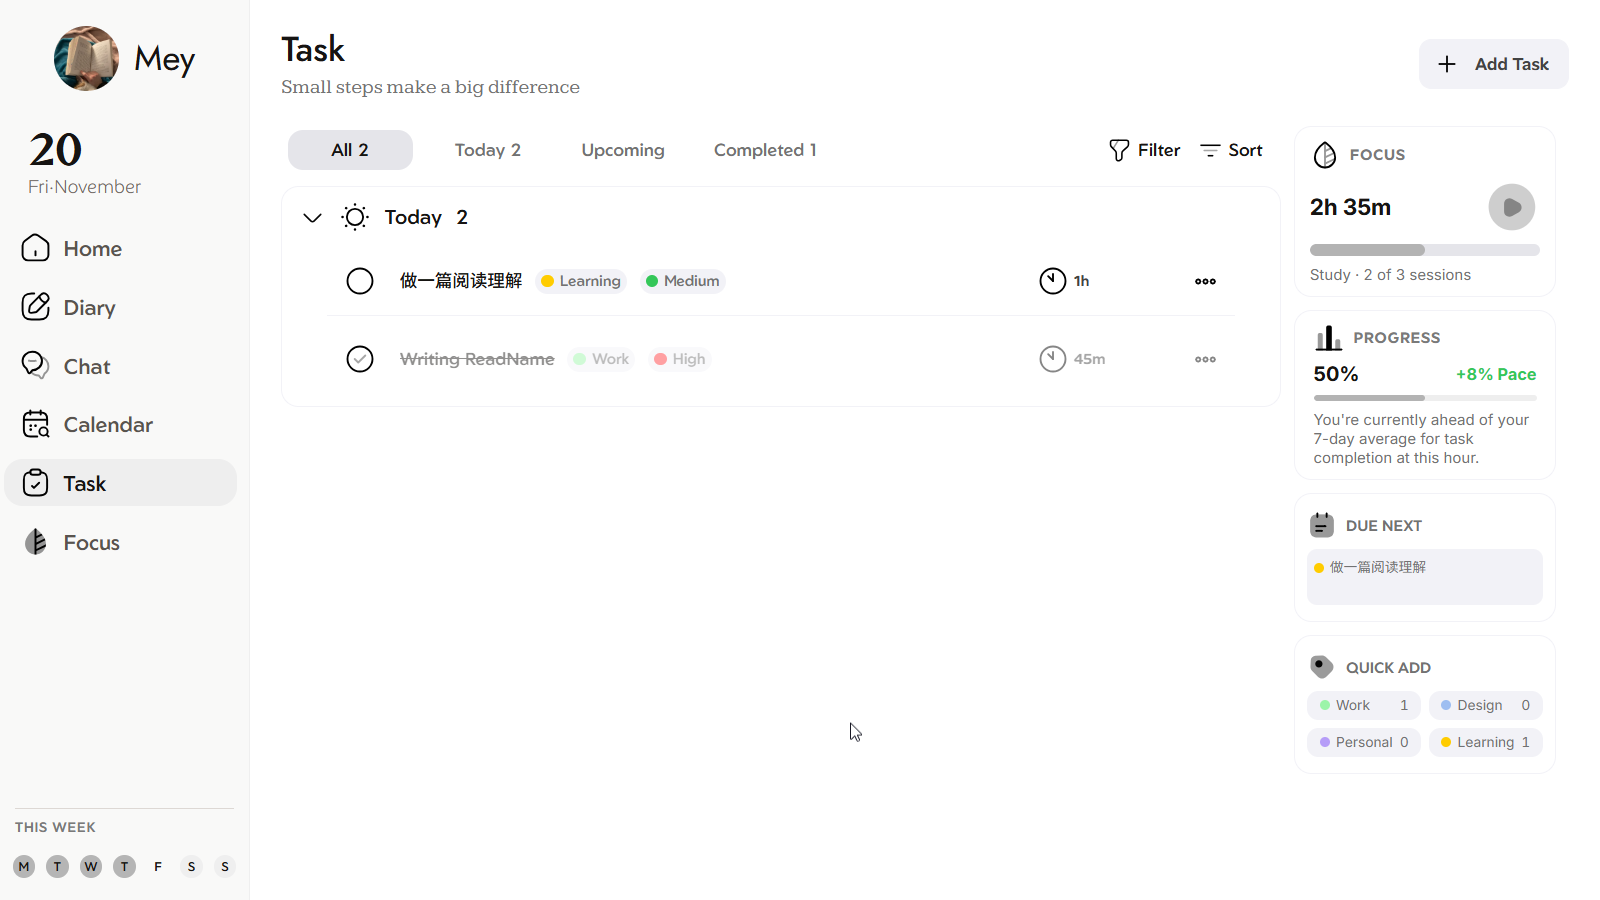 Mey
20
Fri·November
Home
Diary
Chat
Calendar
Task
Focus
THIS WEEK
M T W T F S S
Task
Small steps make a big difference
Add Task
All 2
Today 2
Upcoming
Completed 1
Filter
Sort
Today 2
做一篇阅读理解 Learning Medium 1h
Writing ReadName Work High 45m
FOCUS
2h 35m
Study · 2 of 3 sessions
PROGRESS
50% +8% Pace
You're currently ahead of your
7-day average for task
completion at this hour.
DUE NEXT
做一篇阅读理解
QUICK ADD
Work 1 Design 0
Personal 0 Learning 1